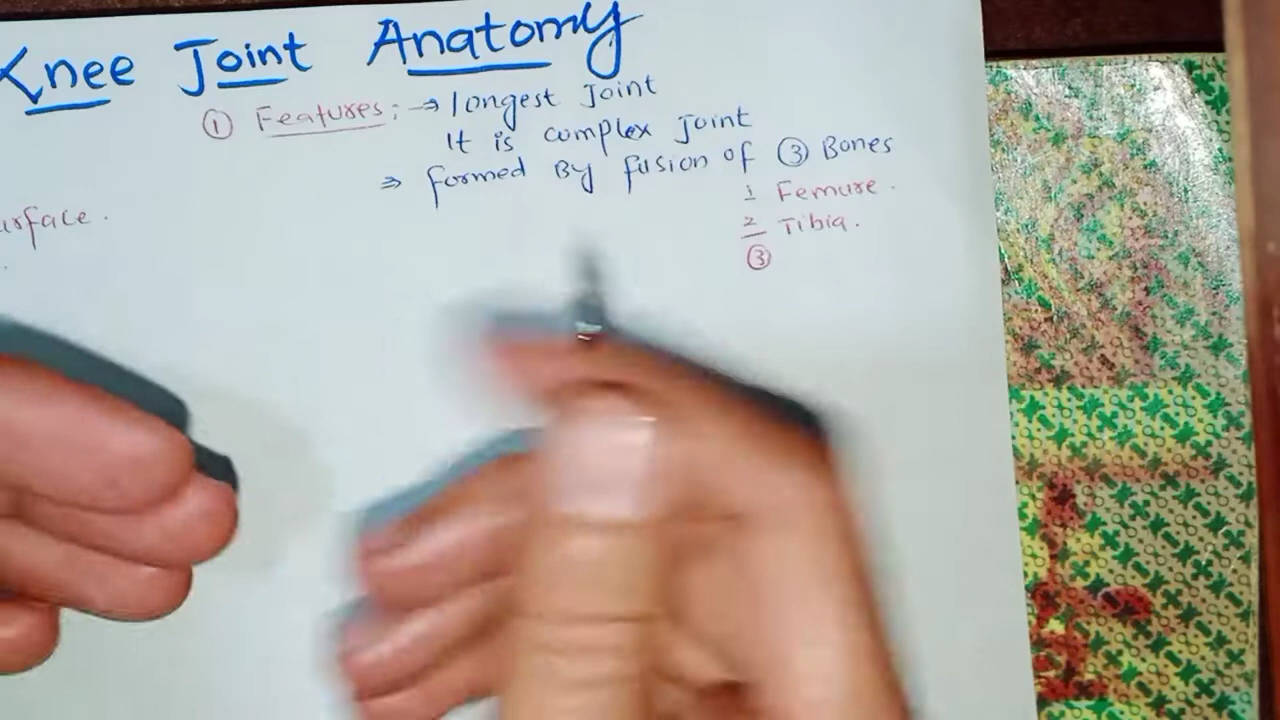 Knee Joint Anatomy
① Features: → longest Joint
It is complex Joint
⇒ formed By fusion of ③ Bones
1 Femure.
2 Tibia.
③
urface.